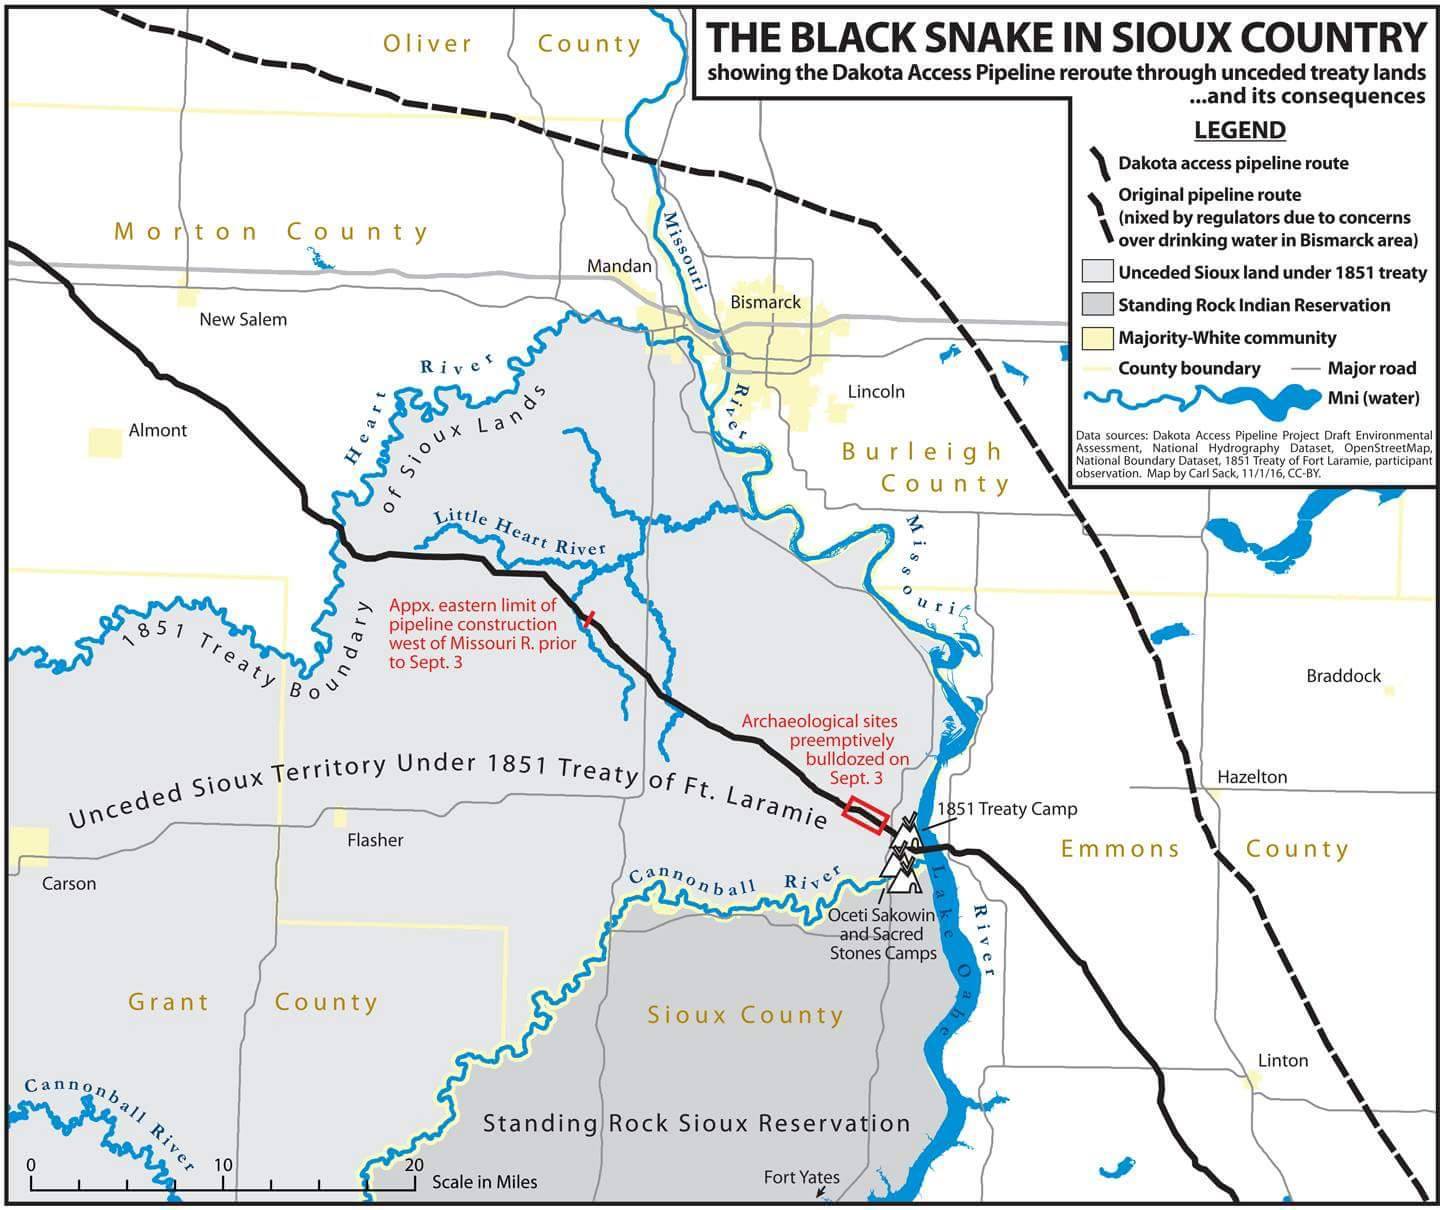 THE BLACK SNAKE IN SIOUX COUNTRY
showing the Dakota Access Pipeline reroute through unceded treaty lands
...and its consequences
LEGEND
Dakota access pipeline route
Original pipeline route
(nixed by regulators due to concerns
over drinking water in Bismarck area)
Unceded Sioux land under 1851 treaty
Standing Rock Indian Reservation
Majority-White community
County boundary
Major road
Mni (water)
Data sources: Dakota Access Pipeline Project Draft Environmental
Assessment, National Hydrography Dataset, OpenStreetMap,
National Boundary Dataset, 1851 Treaty of Fort Laramie, participant
observation. Map by Carl Sack, 11/1/16, CC-BY.
Oliver County
Morton County
Missouri
Mandan
Bismarck
New Salem
Heart River
River
Lincoln
Almont
Burleigh
County
1851 Treaty Boundary of Sioux Lands
Little Heart River
Missouri
Appx. eastern limit of
pipeline construction
west of Missouri R. prior
to Sept. 3
Braddock
Archaeological sites
preemptively
bulldozed on
Sept. 3
Unceded Sioux Territory Under 1851 Treaty of Ft. Laramie
Hazelton
1851 Treaty Camp
Flasher
Emmons County
Carson
Cannonball River
Oceti Sakowin
and Sacred
Stones Camps
Lake Oahe
River
Grant County
Sioux County
Linton
Cannonball River
Standing Rock Sioux Reservation
Fort Yates
0 10 20
Scale in Miles